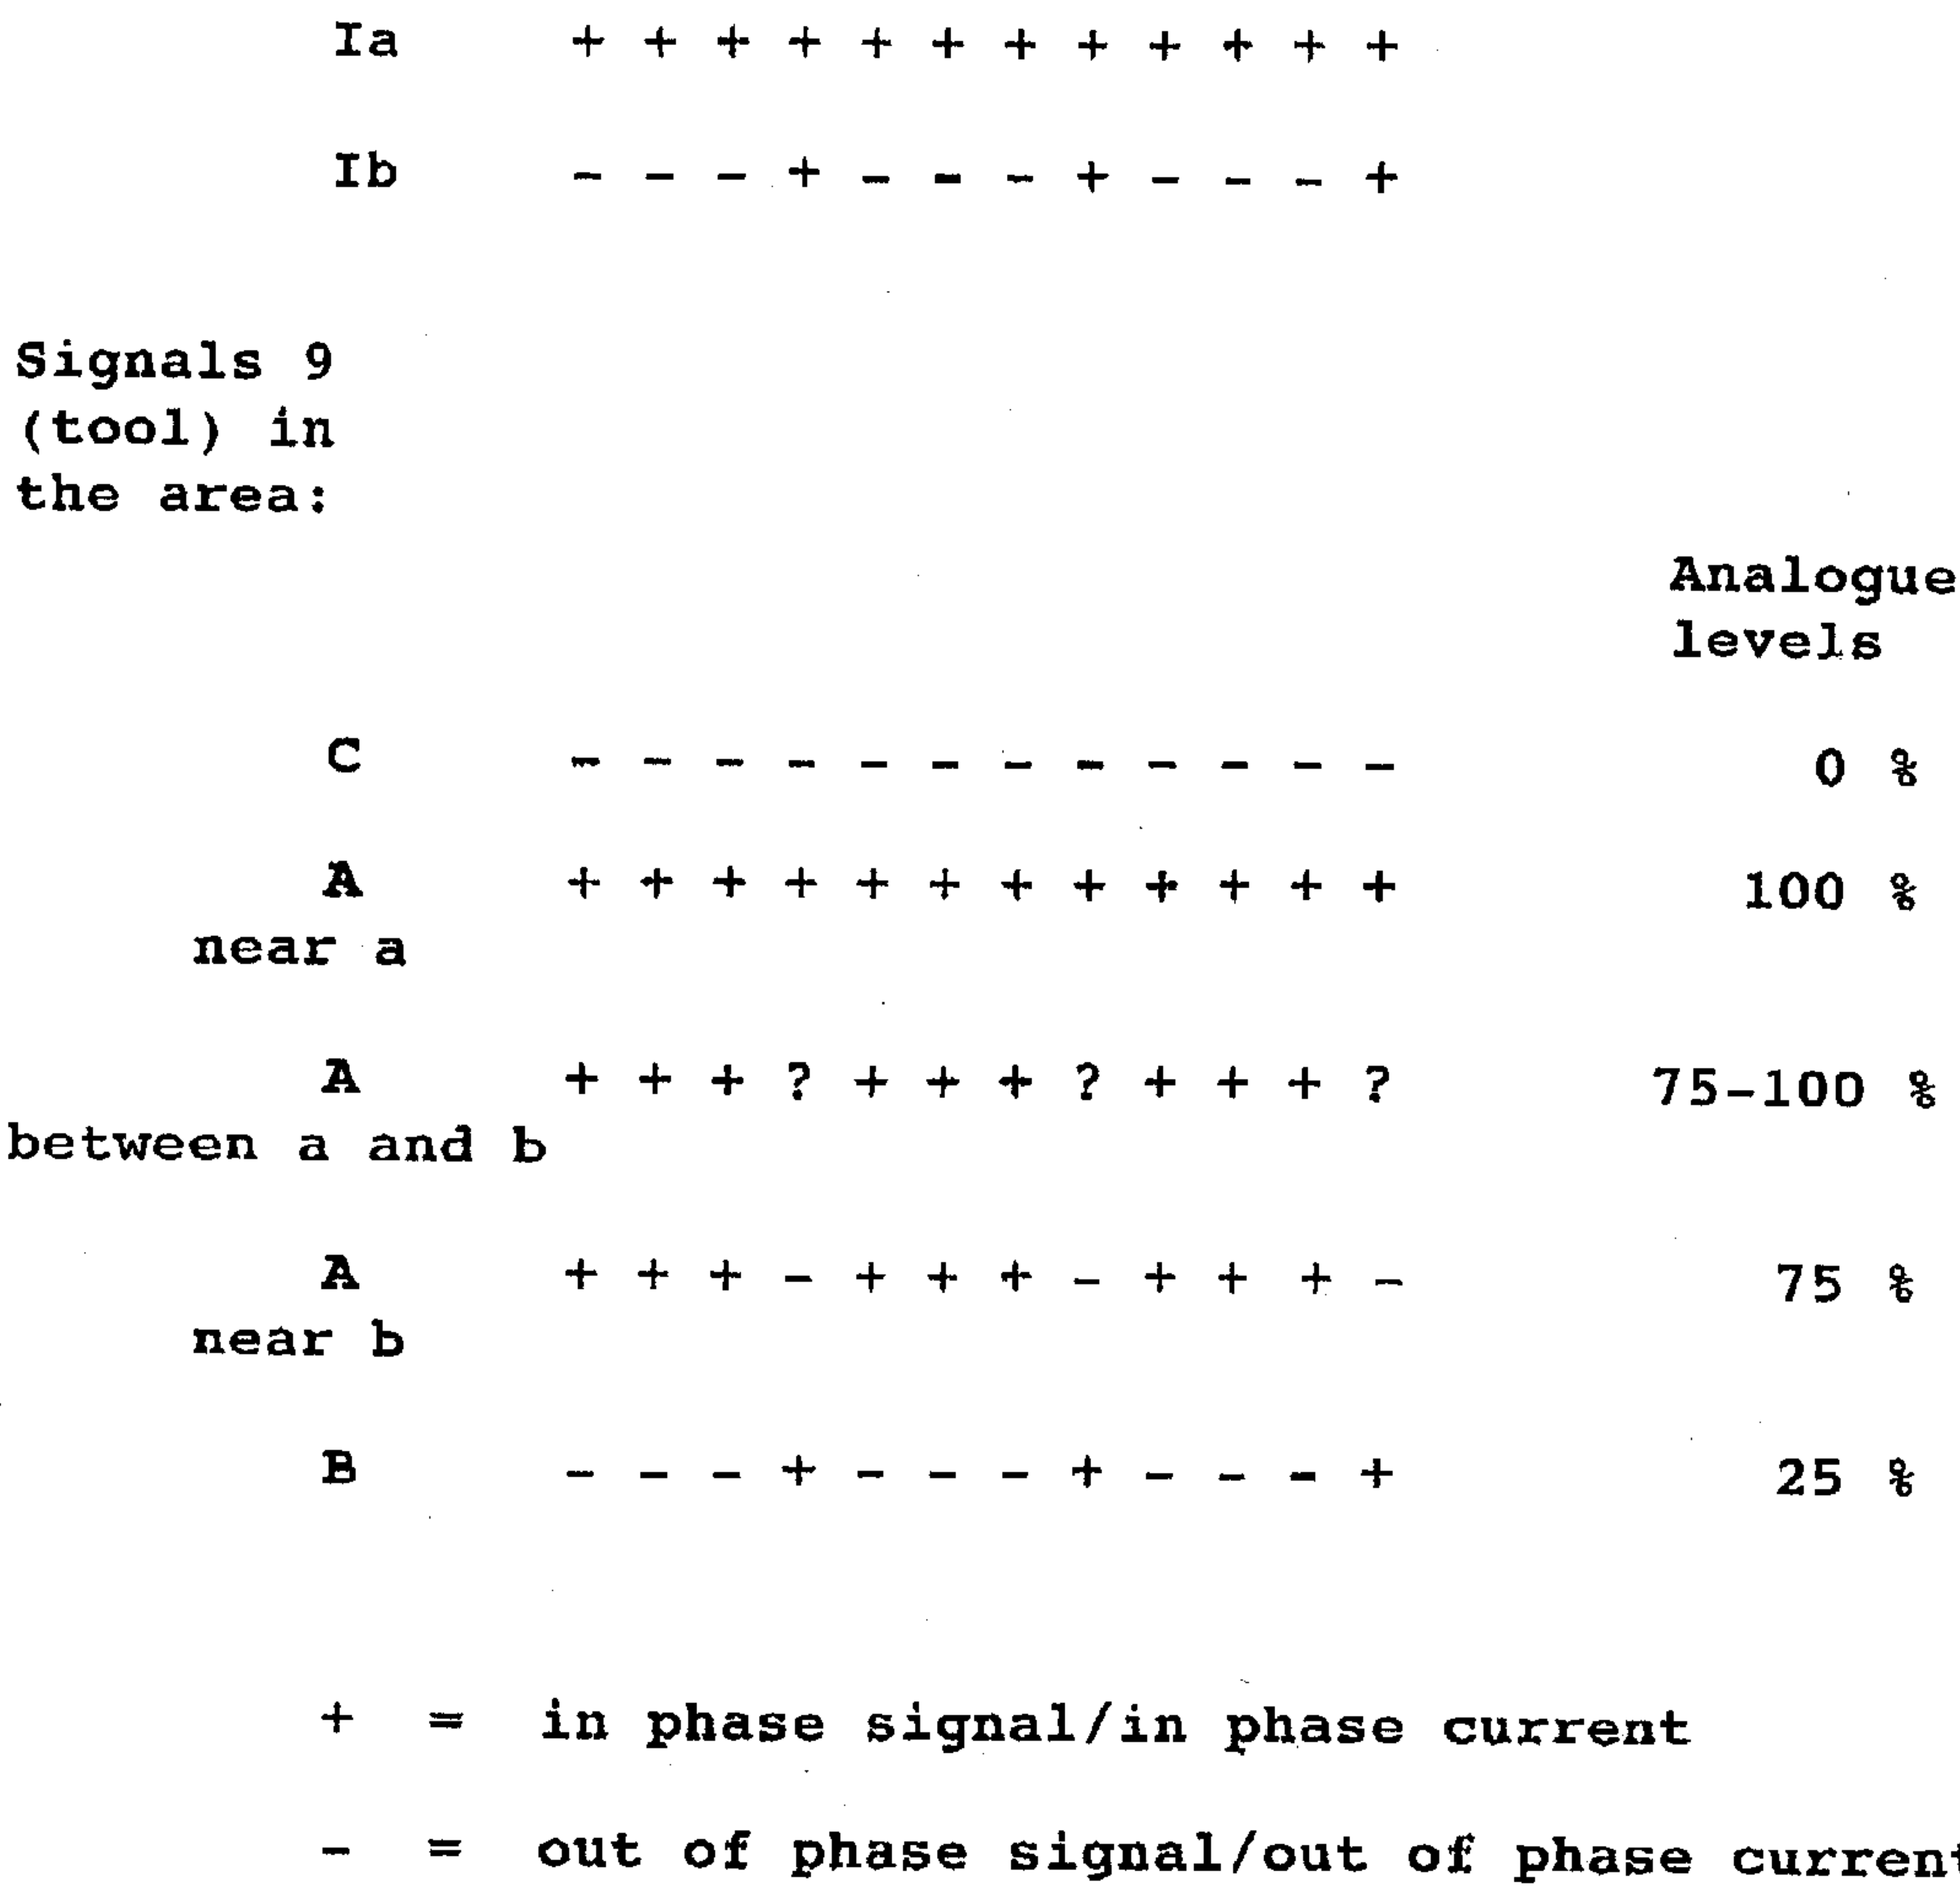 Ia + + + + + + + + + + + +
Ib - - - + - - - + - - - +
Signals 9
(tool) in
the area:
Analogue
levels
C - - - - - - - - - - - - 0 %
A + + + + + + + + + + + + 100 %
near a
A + + + ? + + + ? + + + ? 75-100 %
between a and b
A + + + - + + + - + + + - 75 %
near b
B - - - + - - - + - - - + 25 %
+ = in phase signal/in phase current
- = out of phase signal/out of phase current